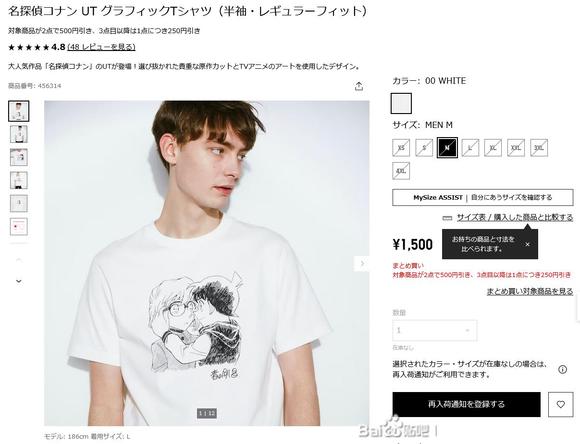 名探偵コナン UT グラフィックTシャツ（半袖・レギュラーフィット）
対象商品が2点で500円引き、3点目以降は1点につき250円引き
★★★★★ 4.8 (48 レビューを見る)
大人気作品「名探偵コナン」のUTが登場！選び抜かれた貴重な原作カットとTVアニメのアートを使用したデザイン。
商品番号: 456314
1 | 12
モデル: 186cm 着用サイズ: L
カラー: 00 WHITE
サイズ: MEN M
XS S M L XL XXL 3XL
4XL
MySize ASSIST | 自分にあうサイズを確認する
サイズ表 / 購入した商品と比較する
お持ちの商品と寸法を
比べられます。
×
¥1,500
まとめ買い
対象商品が2点で500円引き、3点目以降は1点につき250円引き
まとめ買い対象商品を見る
数量
1
在庫なし
選択されたカラー・サイズが在庫なしの場合は、
再入荷通知がご利用できます。
再入荷通知を登録する
Bai 贴吧